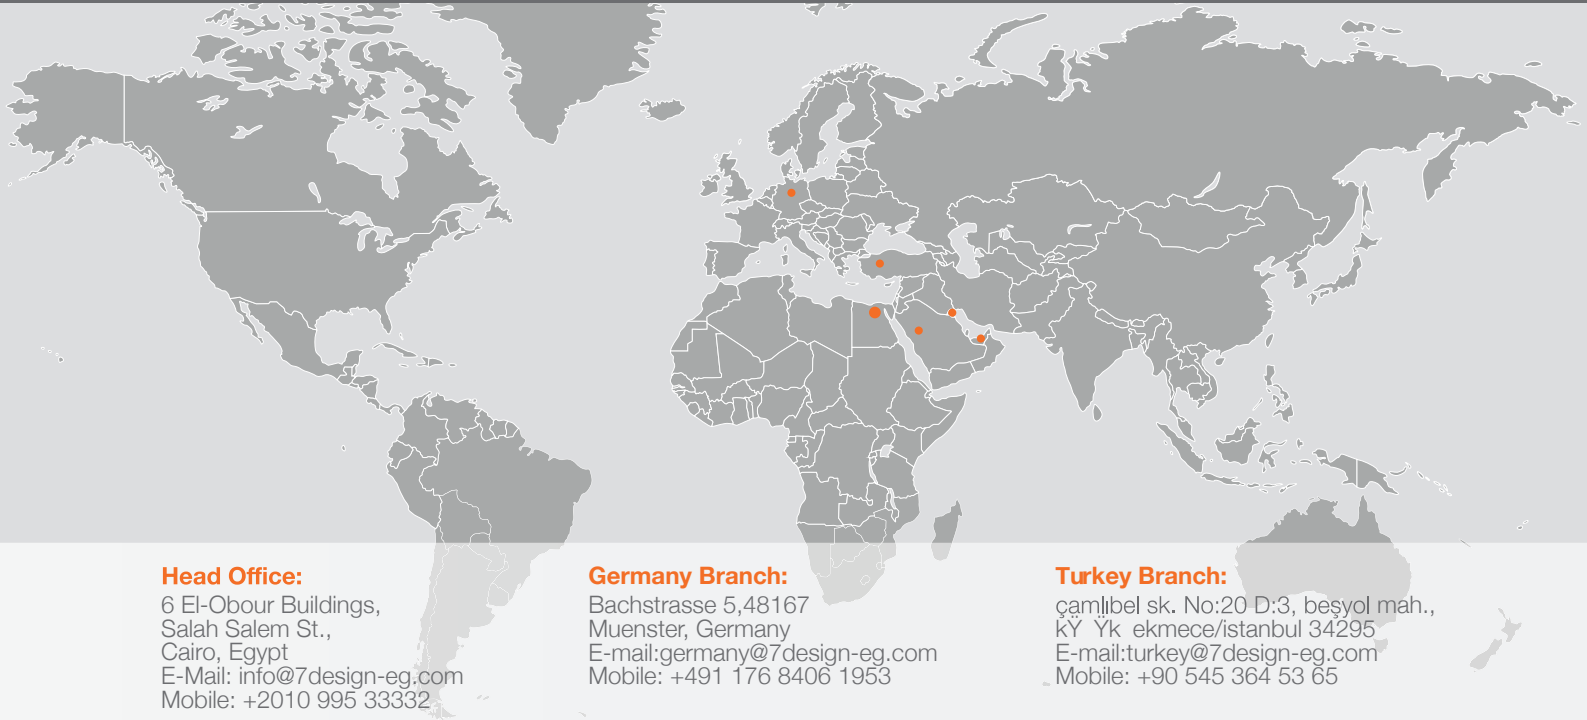 Head Office:
6 El-Obour Buildings,
Salah Salem St.,
Cairo, Egypt
E-Mail: info@7design-eg.com
Mobile: +2010 995 33332
Germany Branch:
Bachstrasse 5,48167
Muenster, Germany
E-mail:germany@7design-eg.com
Mobile: +491 176 8406 1953
Turkey Branch:
çamlıbel sk. No:20 D:3, beşyol mah.,
kŸ Ÿk ekmece/istanbul 34295
E-mail:turkey@7design-eg.com
Mobile: +90 545 364 53 65